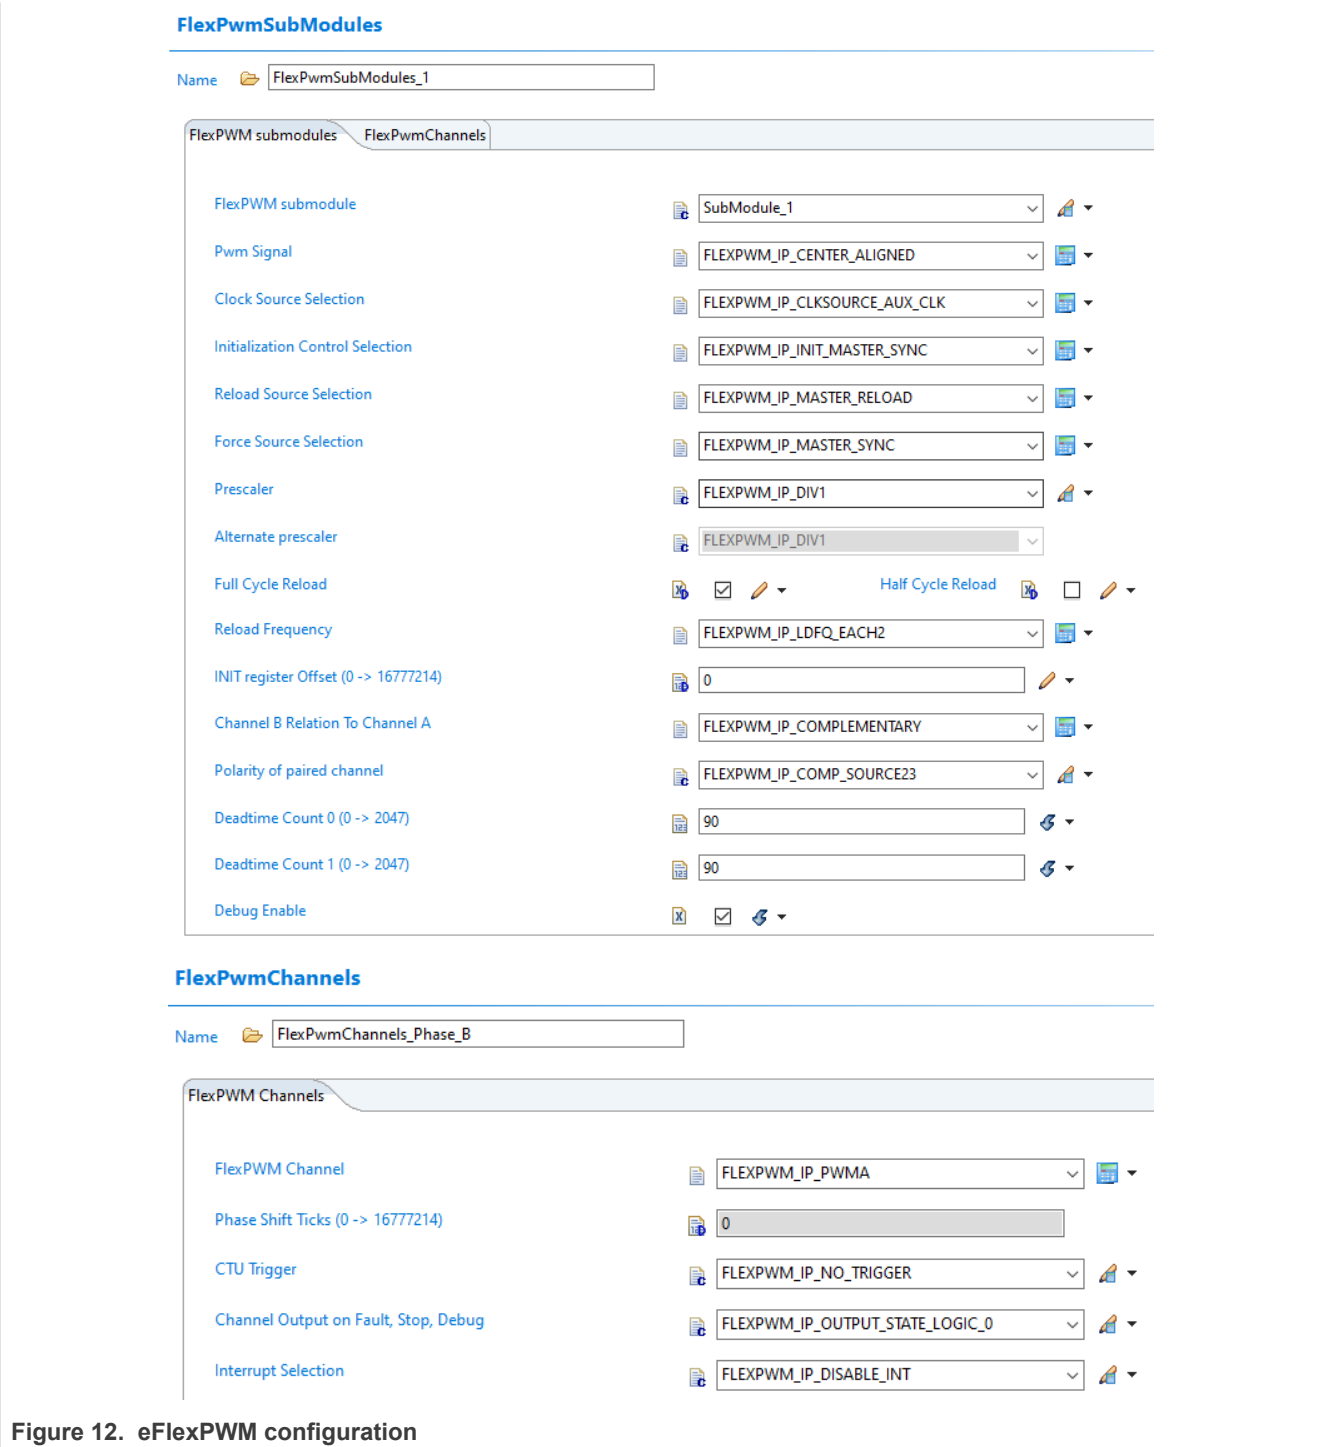 FlexPwmSubModules
Name FlexPwmSubModules_1
FlexPWM submodules FlexPwmChannels
FlexPWM submodule SubModule_1
Pwm Signal FLEXPWM_IP_CENTER_ALIGNED
Clock Source Selection FLEXPWM_IP_CLKSOURCE_AUX_CLK
Initialization Control Selection FLEXPWM_IP_INIT_MASTER_SYNC
Reload Source Selection FLEXPWM_IP_MASTER_RELOAD
Force Source Selection FLEXPWM_IP_MASTER_SYNC
Prescaler FLEXPWM_IP_DIV1
Alternate prescaler FLEXPWM_IP_DIV1
Full Cycle Reload Half Cycle Reload
Reload Frequency FLEXPWM_IP_LDFQ_EACH2
INIT register Offset (0 -> 16777214) 0
Channel B Relation To Channel A FLEXPWM_IP_COMPLEMENTARY
Polarity of paired channel FLEXPWM_IP_COMP_SOURCE23
Deadtime Count 0 (0 -> 2047) 90
Deadtime Count 1 (0 -> 2047) 90
Debug Enable
FlexPwmChannels
Name FlexPwmChannels_Phase_B
FlexPWM Channels
FlexPWM Channel FLEXPWM_IP_PWMA
Phase Shift Ticks (0 -> 16777214) 0
CTU Trigger FLEXPWM_IP_NO_TRIGGER
Channel Output on Fault, Stop, Debug FLEXPWM_IP_OUTPUT_STATE_LOGIC_0
Interrupt Selection FLEXPWM_IP_DISABLE_INT
Figure 12. eFlexPWM configuration